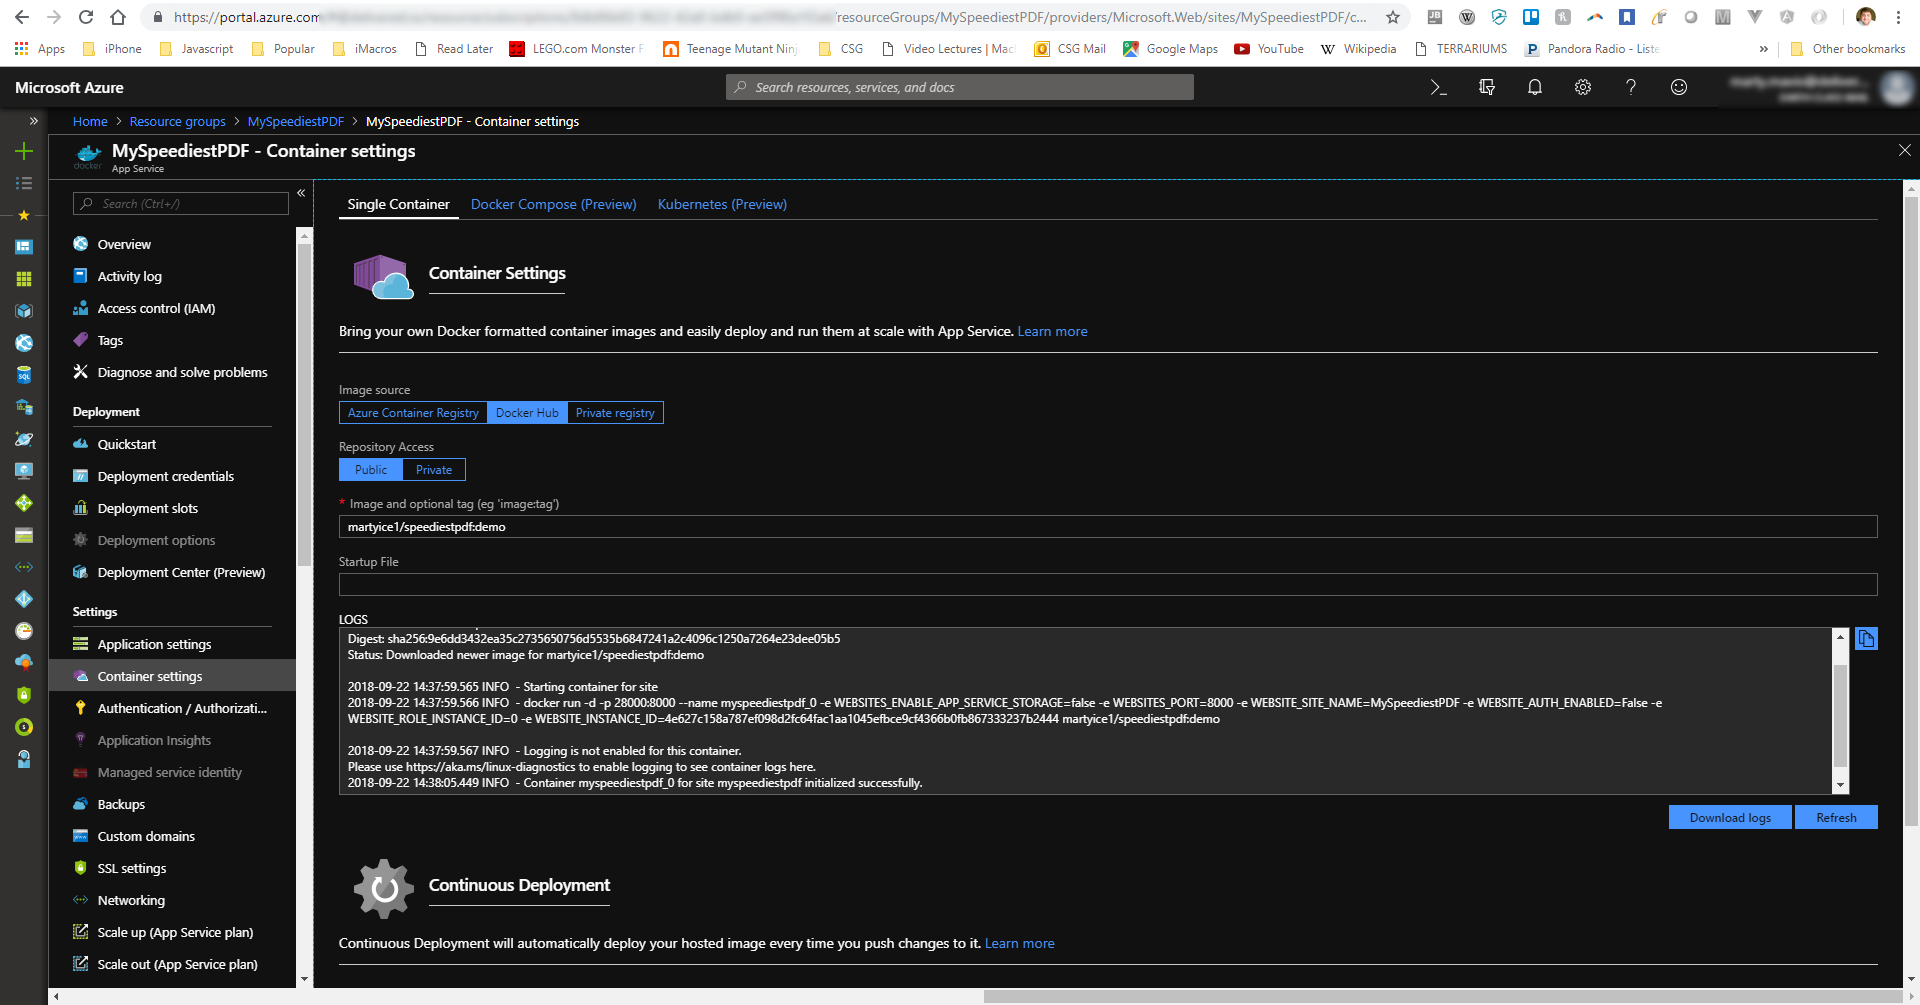 https://portal.azure.com
/resourceGroups/MySpeediestPDF/providers/Microsoft.Web/sites/MySpeediestPDF/c...
Apps
iPhone
Javascript
Popular
iMacros
Read Later
LEGO.com Monster F
Teenage Mutant Ninj
CSG
Video Lectures | Mac
CSG Mail
Google Maps
YouTube
Wikipedia
TERRARIUMS
Pandora Radio - Liste
»
Other bookmarks
Microsoft Azure
Search resources, services, and docs
Home > Resource groups > MySpeediestPDF > MySpeediestPDF - Container settings
MySpeediestPDF - Container settings
docker
App Service
Search (Ctrl+/)
Overview
Activity log
Access control (IAM)
Tags
Diagnose and solve problems
Deployment
Quickstart
Deployment credentials
Deployment slots
Deployment options
Deployment Center (Preview)
Settings
Application settings
Container settings
Authentication / Authorizati...
Application Insights
Managed service identity
Backups
Custom domains
SSL settings
Networking
Scale up (App Service plan)
Scale out (App Service plan)
Single Container
Docker Compose (Preview)
Kubernetes (Preview)
Container Settings
Bring your own Docker formatted container images and easily deploy and run them at scale with App Service. Learn more
Image source
Azure Container Registry
Docker Hub
Private registry
Repository Access
Public
Private
* Image and optional tag (eg 'image:tag')
martyice1/speediestpdf:demo
Startup File
LOGS
Digest: sha256:9e6dd3432ea35c2735650756d5535b6847241a2c4096c1250a7264e23dee05b5
Status: Downloaded newer image for martyice1/speediestpdf:demo
2018-09-22 14:37:59.565 INFO  - Starting container for site
2018-09-22 14:37:59.566 INFO  - docker run -d -p 28000:8000 --name myspeediestpdf_0 -e WEBSITES_ENABLE_APP_SERVICE_STORAGE=false -e WEBSITES_PORT=8000 -e WEBSITE_SITE_NAME=MySpeediestPDF -e WEBSITE_AUTH_ENABLED=False -e
WEBSITE_ROLE_INSTANCE_ID=0 -e WEBSITE_INSTANCE_ID=4e627c158a787ef098d2fc64fac1aa1045efbce9cf4366b0fb867333237b2444 martyice1/speediestpdf:demo
2018-09-22 14:37:59.567 INFO  - Logging is not enabled for this container.
Please use https://aka.ms/linux-diagnostics to enable logging to see container logs here.
2018-09-22 14:38:05.449 INFO  - Container myspeediestpdf_0 for site myspeediestpdf initialized successfully.
Download logs
Refresh
Continuous Deployment
Continuous Deployment will automatically deploy your hosted image every time you push changes to it. Learn more